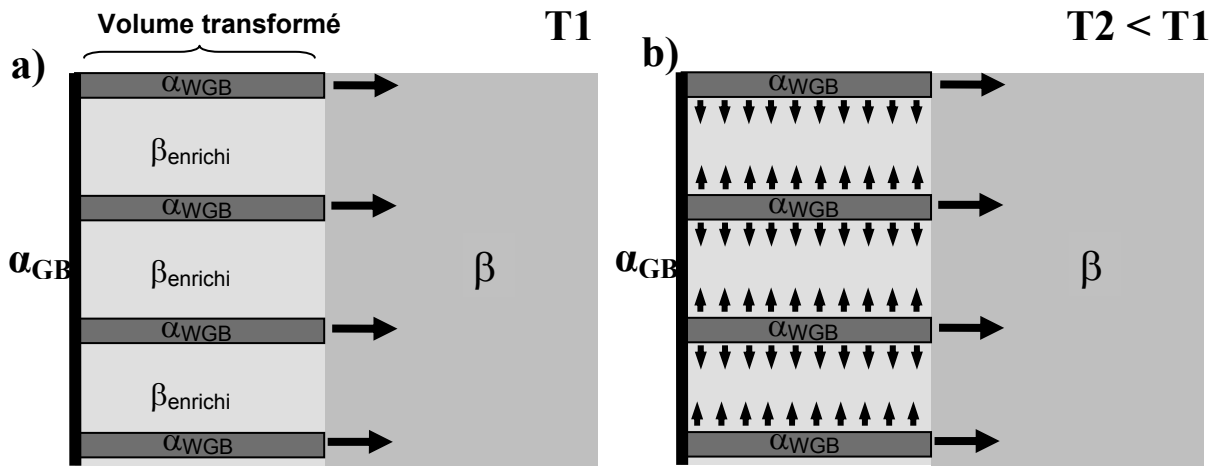 Volume transformé
T1
a)
αWGB
βenrichi
αWGB
αGB
βenrichi
β
αWGB
βenrichi
αWGB
T2 < T1
b)
αWGB
αWGB
αGB
β
αWGB
αWGB